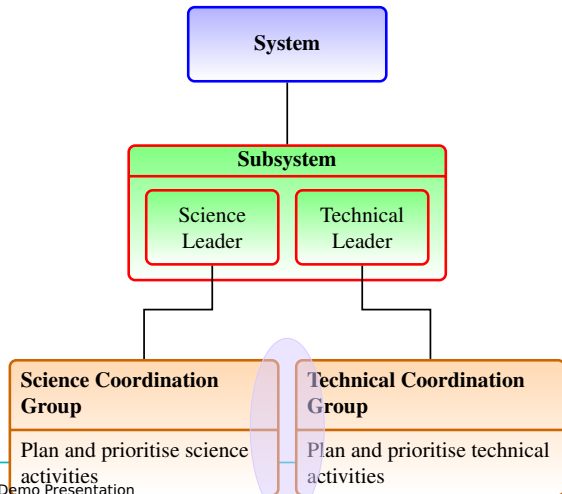 System
Subsystem
Science
Leader
Technical
Leader
Science Coordination
Group
Technical Coordination
Group
Plan and prioritise science
activities
Plan and prioritise technical
activities
Demo Presentation